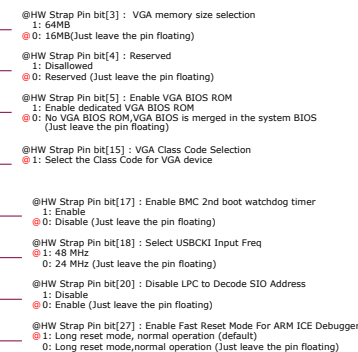 @HW Strap Pin bit[3] : VGA memory size selection
1: 64MB
@ 0: 16MB(Just leave the pin floating)
@HW Strap Pin bit[4] : Reserved
1: Disallowed
@ 0: Reserved (Just leave the pin floating)
@HW Strap Pin bit[5] : Enable VGA BIOS ROM
1: Enable dedicated VGA BIOS ROM
@ 0: No VGA BIOS ROM,VGA BIOS is merged in the system BIOS
(Just leave the pin floating)
@HW Strap Pin bit[15] : VGA Class Code Selection
@ 1: Select the Class Code for VGA device
@HW Strap Pin bit[17] : Enable BMC 2nd boot watchdog timer
1: Enable
@ 0: Disable (Just leave the pin floating)
@HW Strap Pin bit[18] : Select USBCKI Input Freq
@ 1: 48 MHz
0: 24 MHz (Just leave the pin floating)
@HW Strap Pin bit[20] : Disable LPC to Decode SIO Address
1: Disable
@ 0: Enable (Just leave the pin floating)
@HW Strap Pin bit[27] : Enable Fast Reset Mode For ARM ICE Debugger
@ 1: Long reset mode, normal operation (default)
0: Long reset mode,normal operation (Just leave the pin floating)